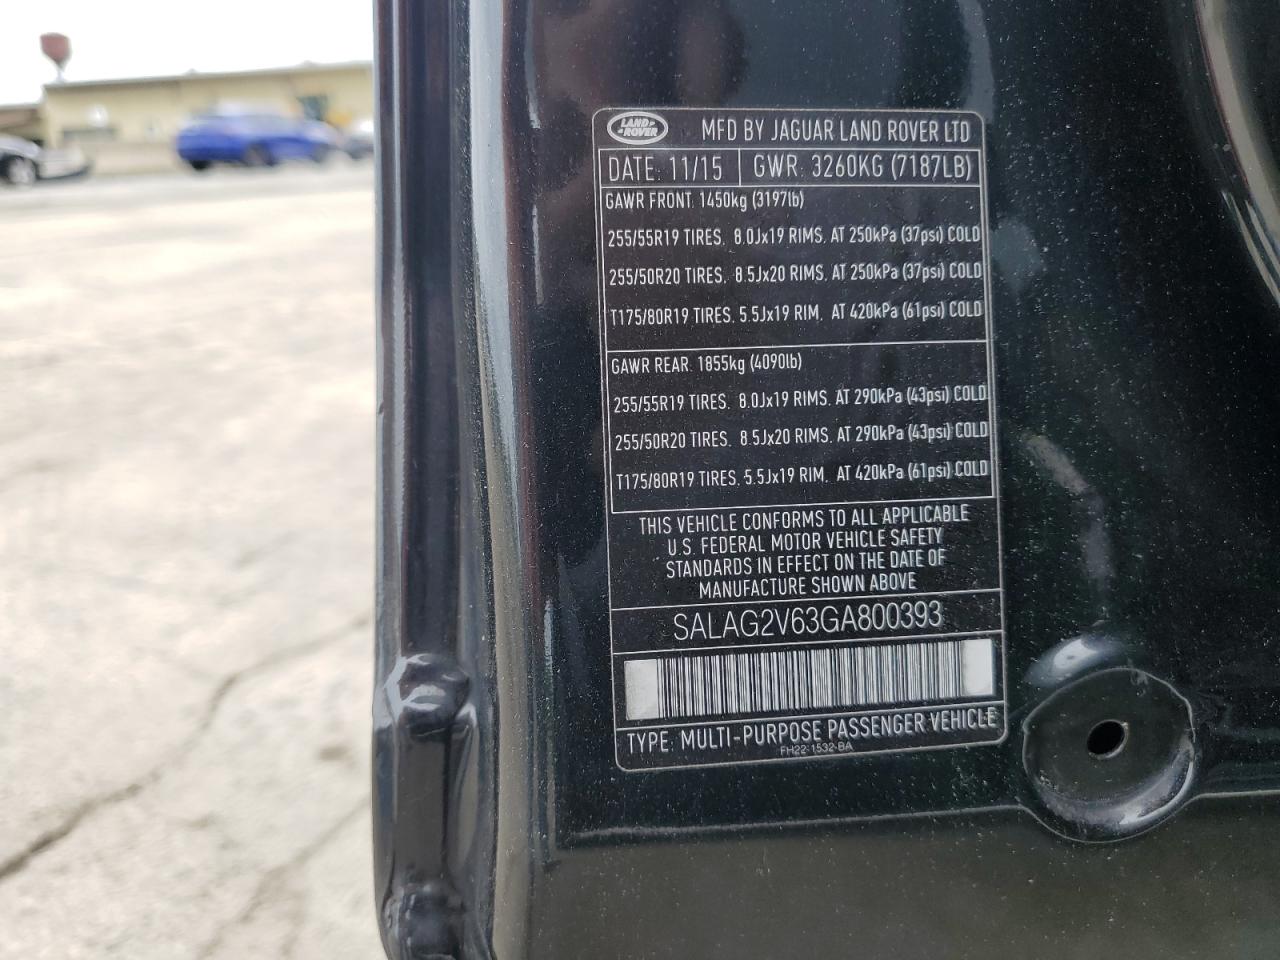 LAND-
-ROVER
MFD BY JAGUAR LAND ROVER LTD
DATE: 11/15 GWR: 3260KG (7187LB)
GAWR FRONT. 1450kg (3197lb)
255/55R19 TIRES. 8.0Jx19 RIMS. AT 250kPa (37psi) COLD
255/50R20 TIRES. 8.5Jx20 RIMS. AT 250kPa (37psi) COLD
T175/80R19 TIRES. 5.5Jx19 RIM. AT 420kPa (61psi) COLD
GAWR REAR. 1855kg (4090lb)
255/55R19 TIRES. 8.0Jx19 RIMS. AT 290kPa (43psi) COLD
255/50R20 TIRES. 8.5Jx20 RIMS. AT 290kPa (43psi) COLD
T175/80R19 TIRES. 5.5Jx19 RIM. AT 420kPa (61psi) COLD
THIS VEHICLE CONFORMS TO ALL APPLICABLE
U.S. FEDERAL MOTOR VEHICLE SAFETY
STANDARDS IN EFFECT ON THE DATE OF
MANUFACTURE SHOWN ABOVE
SALAG2V63GA800393
TYPE: MULTI-PURPOSE PASSENGER VEHICLE
FH22-1532-BA